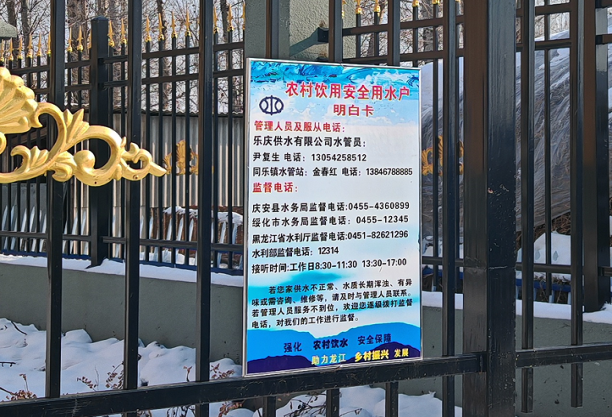 农村饮用安全用水户
明白卡
管理人员及服从电话：
乐庆供水有限公司水管员：
尹复生 电话：13054258512
同乐镇水管站：金春红 电话：13846788885
监督电话：
庆安县水务局监督电话:0455-4360899
绥化市水务局监督电话：0455-12345
黑龙江省水利厅监督电话:0451-82621296
水利部监督电话：12314
接听时间:工作日8:30-11:30 13:30-17:00
若您家供水不正常、水质长期浑浊、有异
味或需咨询、维修等，请及时与管理人员联系。
若管理人员服务不到位，欢迎您逐级拨打监督
电话，对我们的工作进行监督。
强化 农村饮水 安全保障
助力龙江 乡村振兴 发展